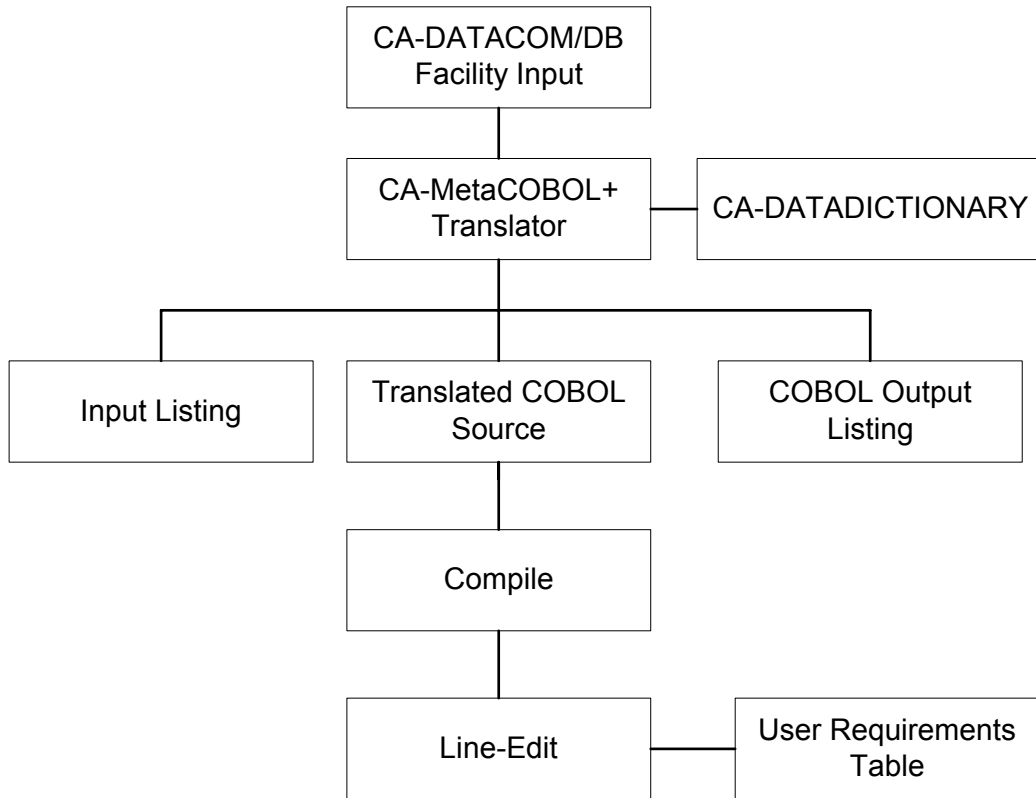 CA-DATACOM/DB
Facility Input
CA-MetaCOBOL+
Translator
CA-DATADICTIONARY
Input Listing
Translated COBOL
Source
COBOL Output
Listing
Compile
Line-Edit
User Requirements
Table